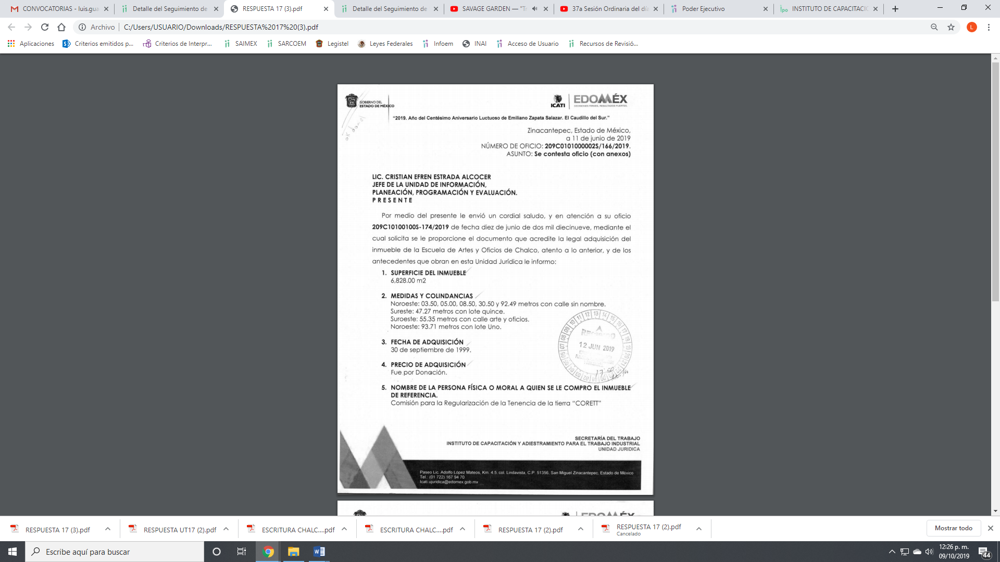 CONVOCATORIAS - luis.gua
Detalle del Seguimiento de
RESPUESTA 17 (3).pdf
Detalle del Seguimiento de
SAVAGE GARDEN — "Tr
37a Sesión Ordinaria del día
Poder Ejecutivo
INSTITUTO DE CAPACITACIO
Archivo
C:/Users/USUARIO/Downloads/RESPUESTA%2017%20(3).pdf
L
Aplicaciones
Criterios emitidos p...
Criterios de Interpr...
SAIMEX
SARCOEM
Legistel
Leyes Federales
Infoem
INAI
Acceso de Usuario
Recursos de Revisió...
GOBIERNO DEL
ESTADO DE MÉXICO
ICATI
EDOMÉX
DECISIONES FIRMES, RESULTADOS FUERTES.
"2019. Año del Centésimo Aniversario Luctuoso de Emiliano Zapata Salazar. El Caudillo del Sur."
Zinacantepec, Estado de México,
a 11 de junio de 2019
NÚMERO DE OFICIO: 209C0101000002S/166/2019.
ASUNTO: Se contesta oficio (con anexos)
LIC. CRISTIAN EFREN ESTRADA ALCOCER
JEFE DE LA UNIDAD DE INFORMACIÓN,
PLANEACIÓN, PROGRAMACIÓN Y EVALUACIÓN.
P R E S E N T E
Por medio del presente le envió un cordial saludo, y en atención a su oficio
209C10100100S-174/2019 de fecha diez de junio de dos mil diecinueve, mediante el
cual solicita se le proporcione el documento que acredite la legal adquisición del
inmueble de la Escuela de Artes y Oficios de Chalco, atento a lo anterior, y de los
antecedentes que obran en esta Unidad Jurídica le informo:
1. SUPERFICIE DEL INMUEBLE
6,828.00 m2
2. MEDIDAS Y COLINDANCIAS
Noroeste: 03.50, 05.00, 08.50, 30.50 y 92.49 metros con calle sin nombre.
Sureste: 47.27 metros con lote quince.
Suroeste: 55.35 metros con calle arte y oficios.
Noroeste: 93.71 metros con lote Uno.
12 JUN 2019
3. FECHA DE ADQUISICIÓN
30 de septiembre de 1999.
4. PRECIO DE ADQUISICIÓN
Fue por Donación.
5. NOMBRE DE LA PERSONA FÍSICA O MORAL A QUIEN SE LE COMPRO EL INMUEBLE
DE REFERENCIA.
Comisión para la Regularización de la Tenencia de la tierra "CORETT"
SECRETARÍA DEL TRABAJO
INSTITUTO DE CAPACITACIÓN Y ADIESTRAMIENTO PARA EL TRABAJO INDUSTRIAL
UNIDAD JURIDICA
Paseo Lic. Adolfo López Mateos, Km. 4.5, col. Lindavista, C.P. 51356, San Miguel Zinacantepec, Estado de México
Tel.: (01 722) 167 94 70
Icati.ujuridica@edomex.gob.mx
EDOMÉX
RESPUESTA 17 (3).pdf
RESPUESTA UT17 (2).pdf
ESCRITURA CHALC....pdf
ESCRITURA CHALC....pdf
RESPUESTA 17 (2).pdf
RESPUESTA 17 (2).pdf
Cancelado
Mostrar todo
Escribe aquí para buscar
12:26 p. m.
09/10/2019
44